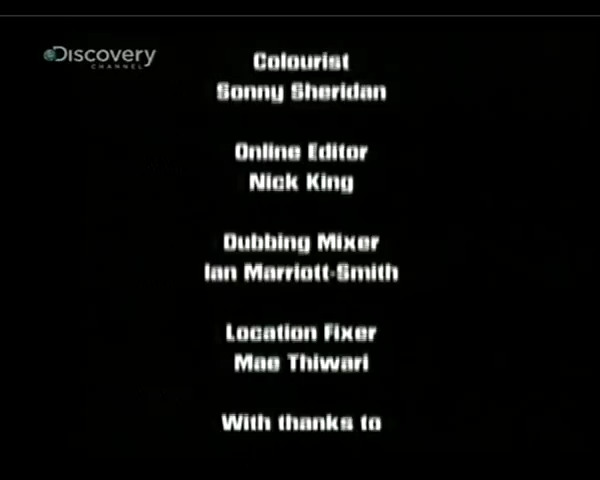 Discovery
CHANNEL
Colourist
Sonny Sheridan
Online Editor
Nick King
Dubbing Mixer
Ian Marriott-Smith
Location Fixer
Mae Thiwari
With thanks to